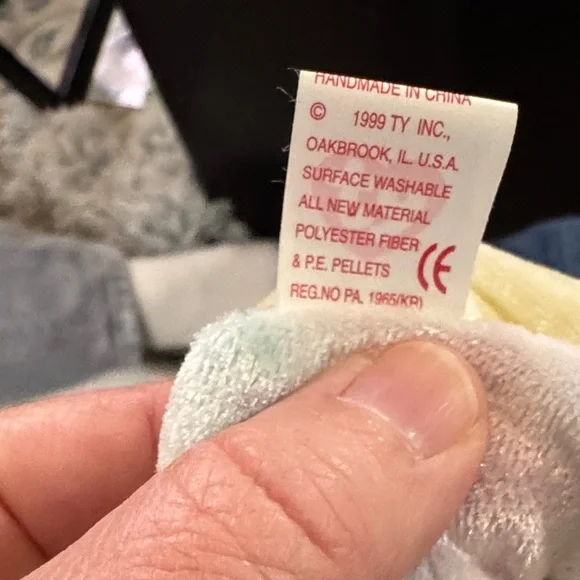 HANDMADE IN CHINA
© 1999 TY INC.,
OAKBROOK, IL. U.S.A.
SURFACE WASHABLE
ALL NEW MATERIAL
POLYESTER FIBER
& P.E. PELLETS CE
REG.NO PA. 1965(KR)